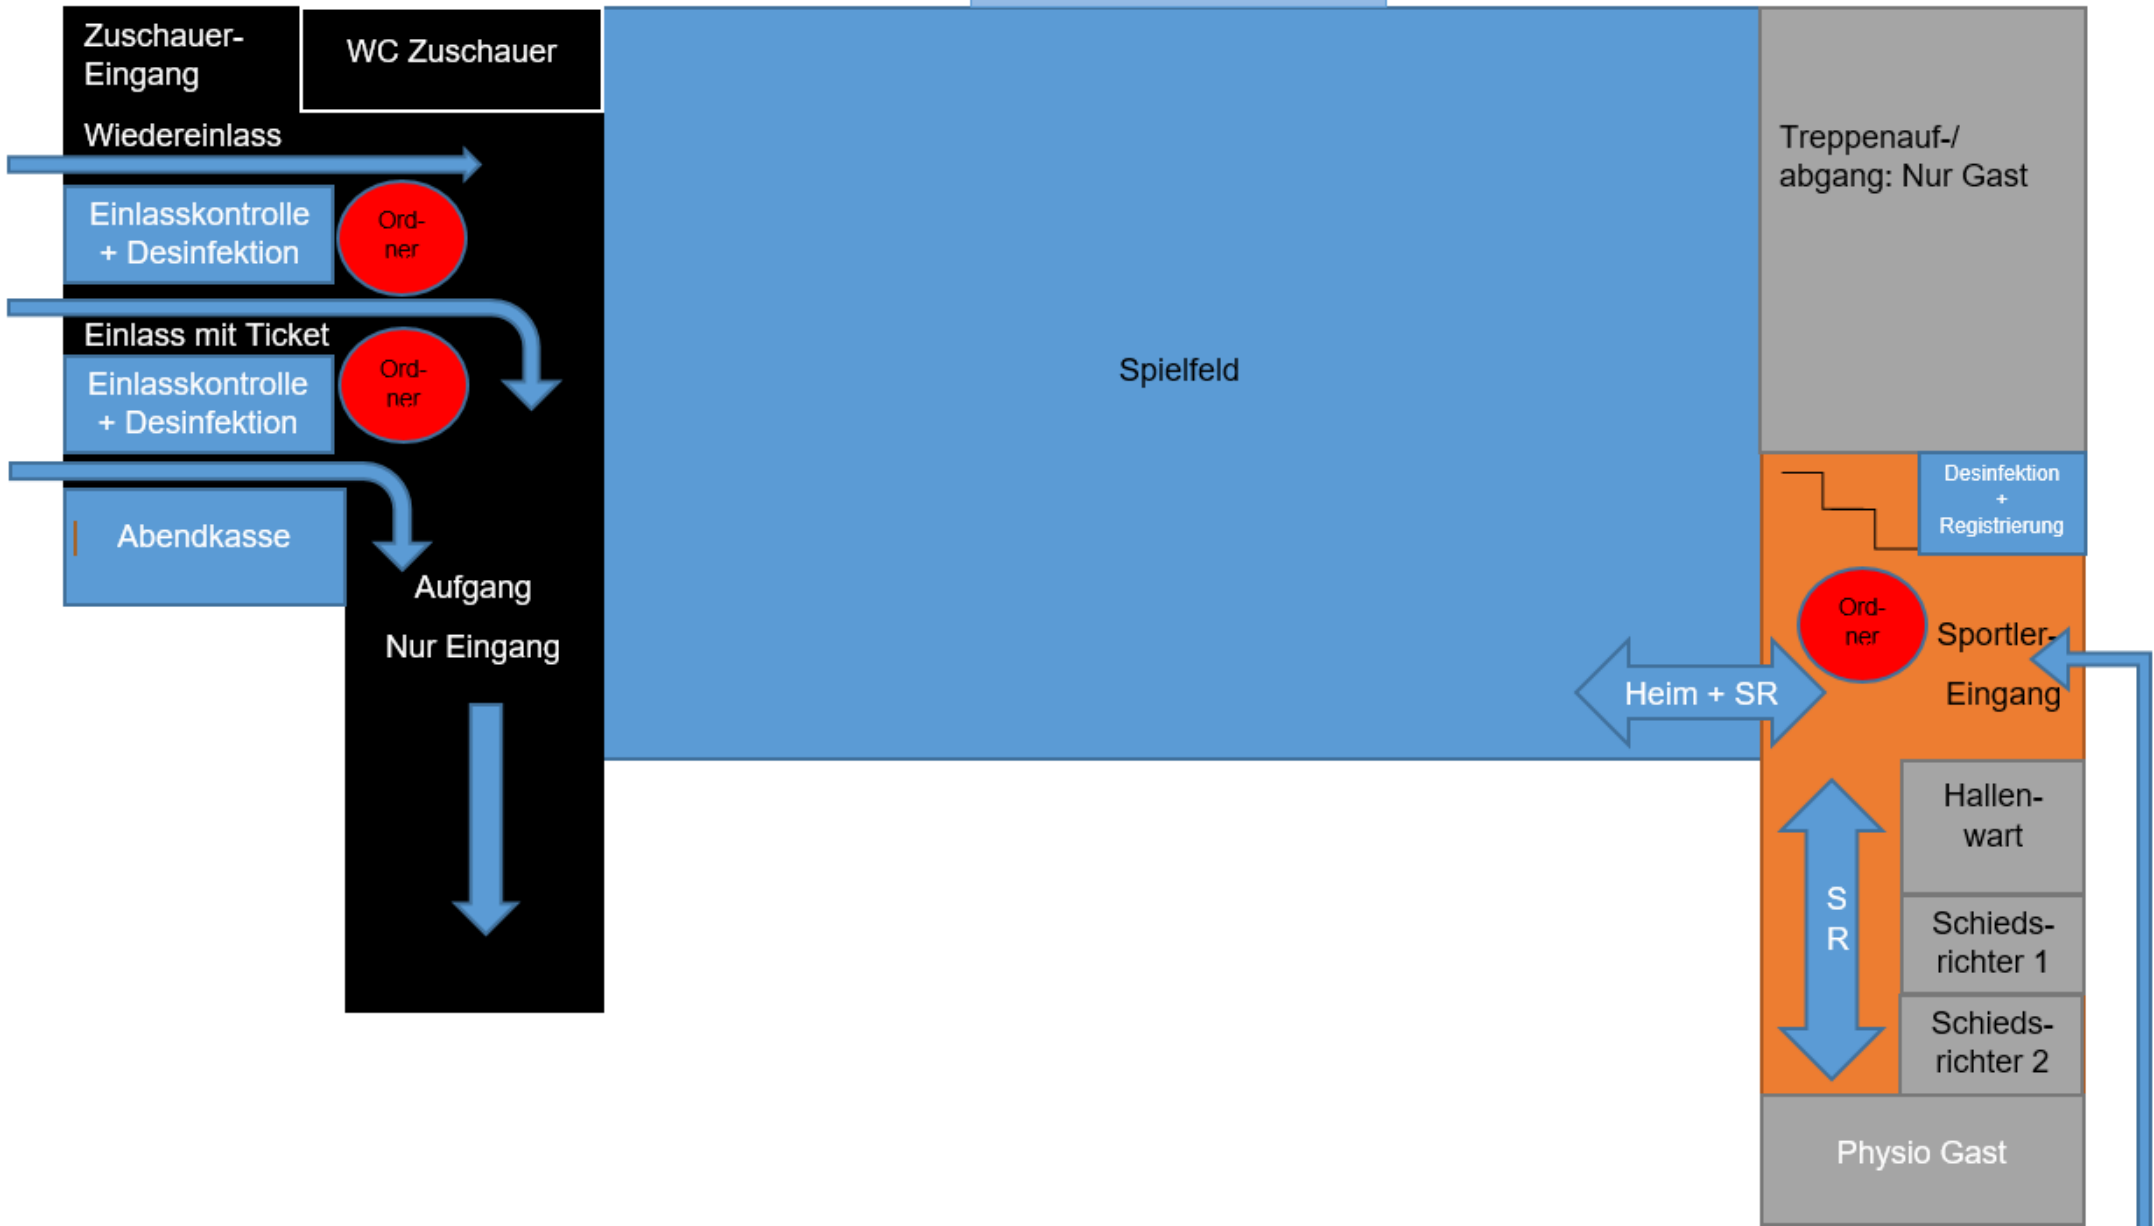 Zuschauer-
Eingang
WC Zuschauer
Wiedereinlass
Einlasskontrolle
+ Desinfektion
Ord-
ner
Einlass mit Ticket
Einlasskontrolle
+ Desinfektion
Ord-
ner
Abendkasse
Aufgang
Nur Eingang
Spielfeld
Treppenauf-/
abgang: Nur Gast
Desinfektion
+
Registrierung
Ord-
ner
Sportler-
Eingang
Heim + SR
Hallen-
wart
S
R
Schieds-
richter 1
Schieds-
richter 2
Physio Gast